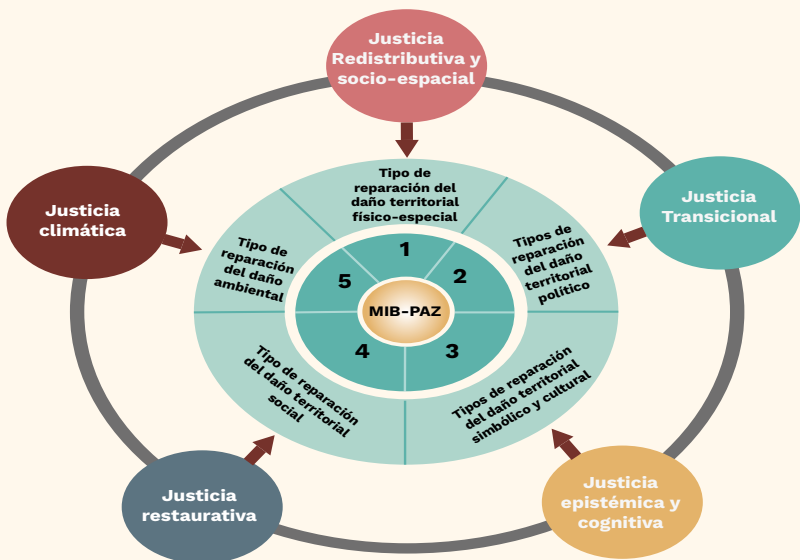 Justicia
Redistributiva y
socio-espacial
Justicia
climática
Justicia
Transicional
Tipo de
reparación del
daño territorial
físico-especial
Tipos de
reparación
del daño
territorial
político
Tipo de
reparación
del daño
ambiental
1
2
5
MIB-PAZ
4
3
Tipo de reparación
del daño territorial
social
Tipos de reparación
del daño territorial
simbólico y cultural
Justicia
restaurativa
Justicia
epistémica y
cognitiva